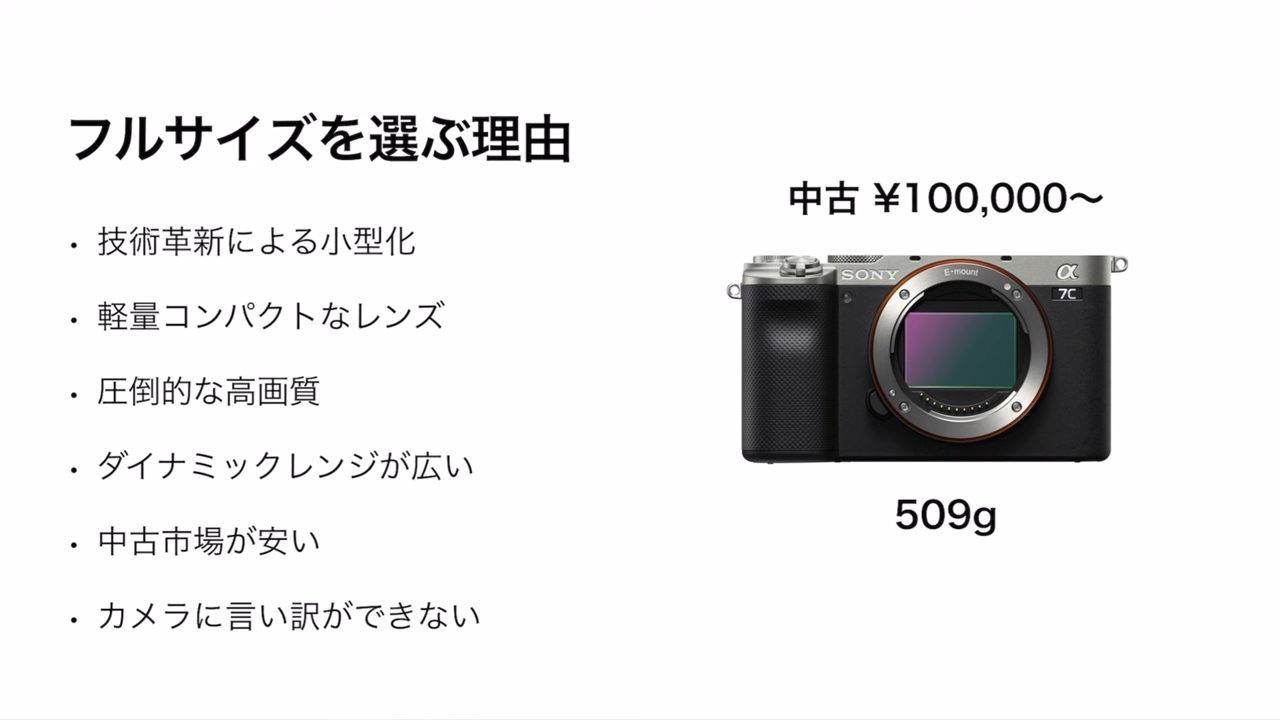 フルサイズを選ぶ理由
・技術革新による小型化
・軽量コンパクトなレンズ
・圧倒的な高画質
・ダイナミックレンジが広い
・中古市場が安い
・カメラに言い訳ができない
中古 ¥100,000〜
SONY
E-mount
α
7C
509g